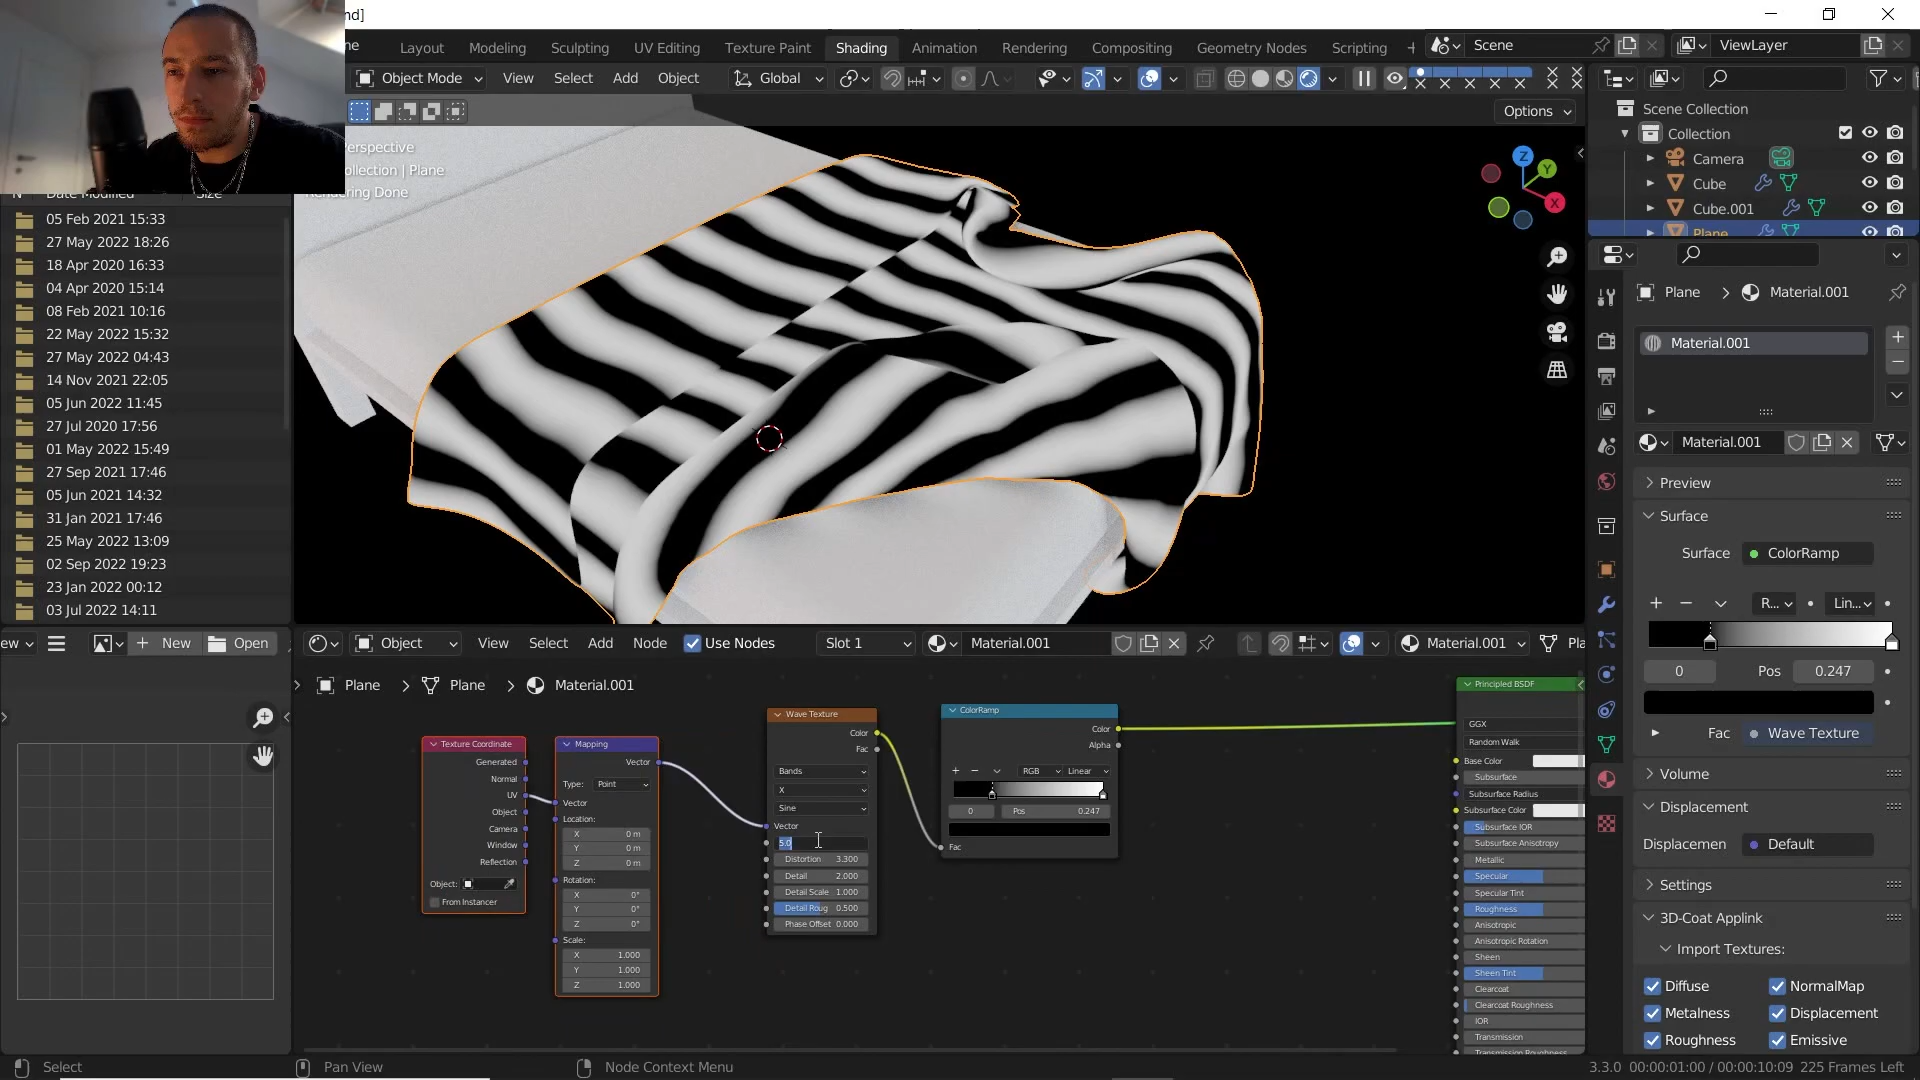 nd]
ne Layout Modeling Sculpting UV Editing Texture Paint Shading Animation Rendering Compositing Geometry Nodes Scripting + Scene ViewLayer
Object Mode View Select Add Object Global
Options
Perspective
ollection | Plane
Rendering Done
Z
Y
X
Date Modified Size
05 Feb 2021 15:33
27 May 2022 18:26
18 Apr 2020 16:33
04 Apr 2020 15:14
08 Feb 2021 10:16
22 May 2022 15:32
27 May 2022 04:43
14 Nov 2021 22:05
05 Jun 2022 11:45
27 Jul 2020 17:56
01 May 2022 15:49
27 Sep 2021 17:46
05 Jun 2021 14:32
31 Jan 2021 17:46
25 May 2022 13:09
02 Sep 2022 19:23
23 Jan 2022 00:12
03 Jul 2022 14:11
Scene Collection
Collection
Camera
Cube
Cube.001
Plane
Plane > Material.001
Material.001
Material.001
Preview
Surface
Surface ColorRamp
R... Lin...
0 Pos 0.247
Fac Wave Texture
Volume
Displacement
Displacemen Default
Settings
3D-Coat Applink
Import Textures:
Diffuse NormalMap
Metalness Displacement
Roughness Emissive
ew + New Open
Object View Select Add Node Use Nodes Slot 1 Material.001 Material.001 Pla
Plane > Plane > Material.001
Texture Coordinate
Generated
Normal
UV
Object
Camera
Window
Reflection
Object:
From Instancer
Mapping
Vector
Type: Point
Vector
Location:
X 0 m
Y 0 m
Z 0 m
Rotation:
X 0°
Y 0°
Z 0°
Scale:
X 1.000
Y 1.000
Z 1.000
Wave Texture
Color
Fac
Bands
X
Sine
Vector
5.0
Distortion 3.300
Detail 2.000
Detail Scale 1.000
Detail Roug 0.500
Phase Offset 0.000
ColorRamp
Color
Alpha
+ − RGB Linear
0 Pos 0.247
Fac
Principled BSDF
GGX
Random Walk
Base Color
Subsurface
Subsurface Radius
Subsurface Color
Subsurface IOR
Subsurface Anisotropy
Metallic
Specular
Specular Tint
Roughness
Anisotropic
Anisotropic Rotation
Sheen
Sheen Tint
Clearcoat
Clearcoat Roughness
IOR
Transmission
Transmission Roughness
Select Pan View Node Context Menu 3.3.0 00:00:01:00 / 00:00:10:09 225 Frames Left